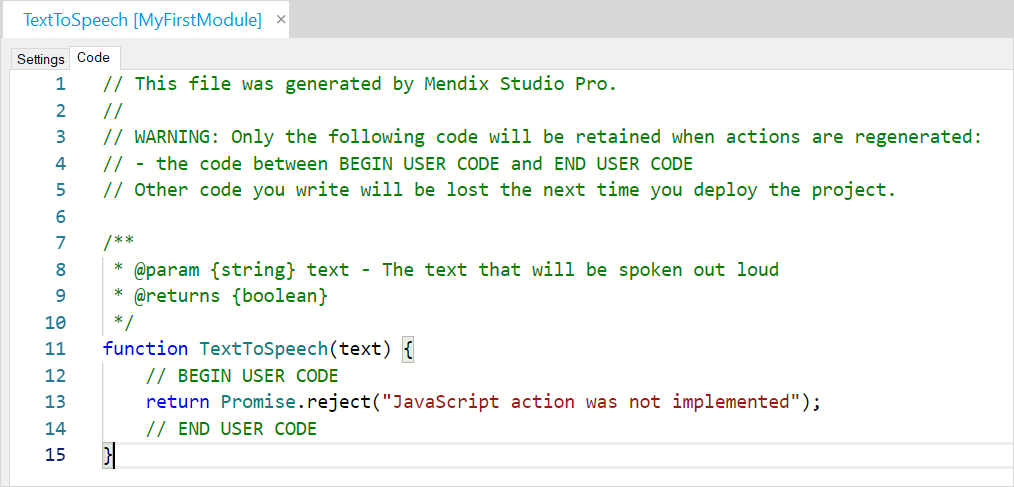 TextToSpeech [MyFirstModule] ×
Settings Code
1 // This file was generated by Mendix Studio Pro.
2 //
3 // WARNING: Only the following code will be retained when actions are regenerated:
4 // - the code between BEGIN USER CODE and END USER CODE
5 // Other code you write will be lost the next time you deploy the project.
6
7 /**
8 * @param {string} text - The text that will be spoken out loud
9 * @returns {boolean}
10 */
11 function TextToSpeech(text) {
12 // BEGIN USER CODE
13 return Promise.reject("JavaScript action was not implemented");
14 // END USER CODE
15 }